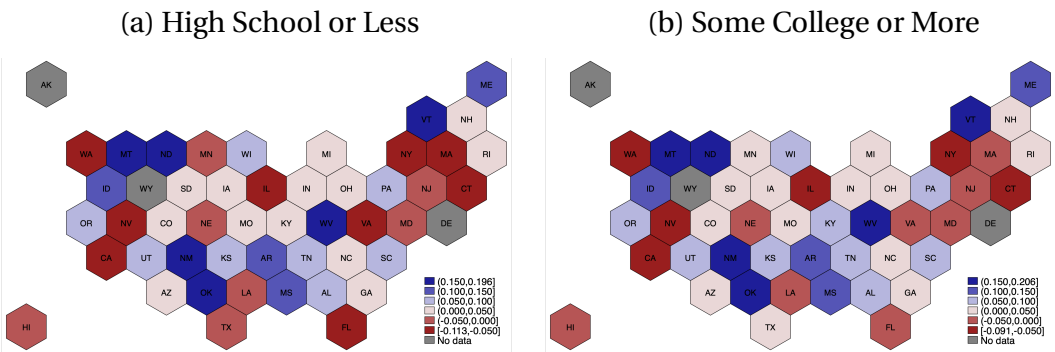 (a) High School or Less
AK
ME
VT NH
WA MT ND MN WI MI NY MA RI
ID WY SD IA IL IN OH PA NJ CT
OR NV CO NE MO KY WV VA MD DE
CA UT NM KS AR TN NC SC
AZ OK LA MS AL GA
HI TX FL
(0.150,0.196]
(0.100,0.150]
(0.050,0.100]
(0.000,0.050]
(-0.050,0.000]
[-0.113,-0.050]
No data
(b) Some College or More
AK
ME
VT NH
WA MT ND MN WI MI NY MA RI
ID WY SD IA IL IN OH PA NJ CT
OR NV CO NE MO KY WV VA MD DE
CA UT NM KS AR TN NC SC
AZ OK LA MS AL GA
HI TX FL
(0.150,0.206]
(0.100,0.150]
(0.050,0.100]
(0.000,0.050]
(-0.050,0.000]
[-0.091,-0.050]
No data